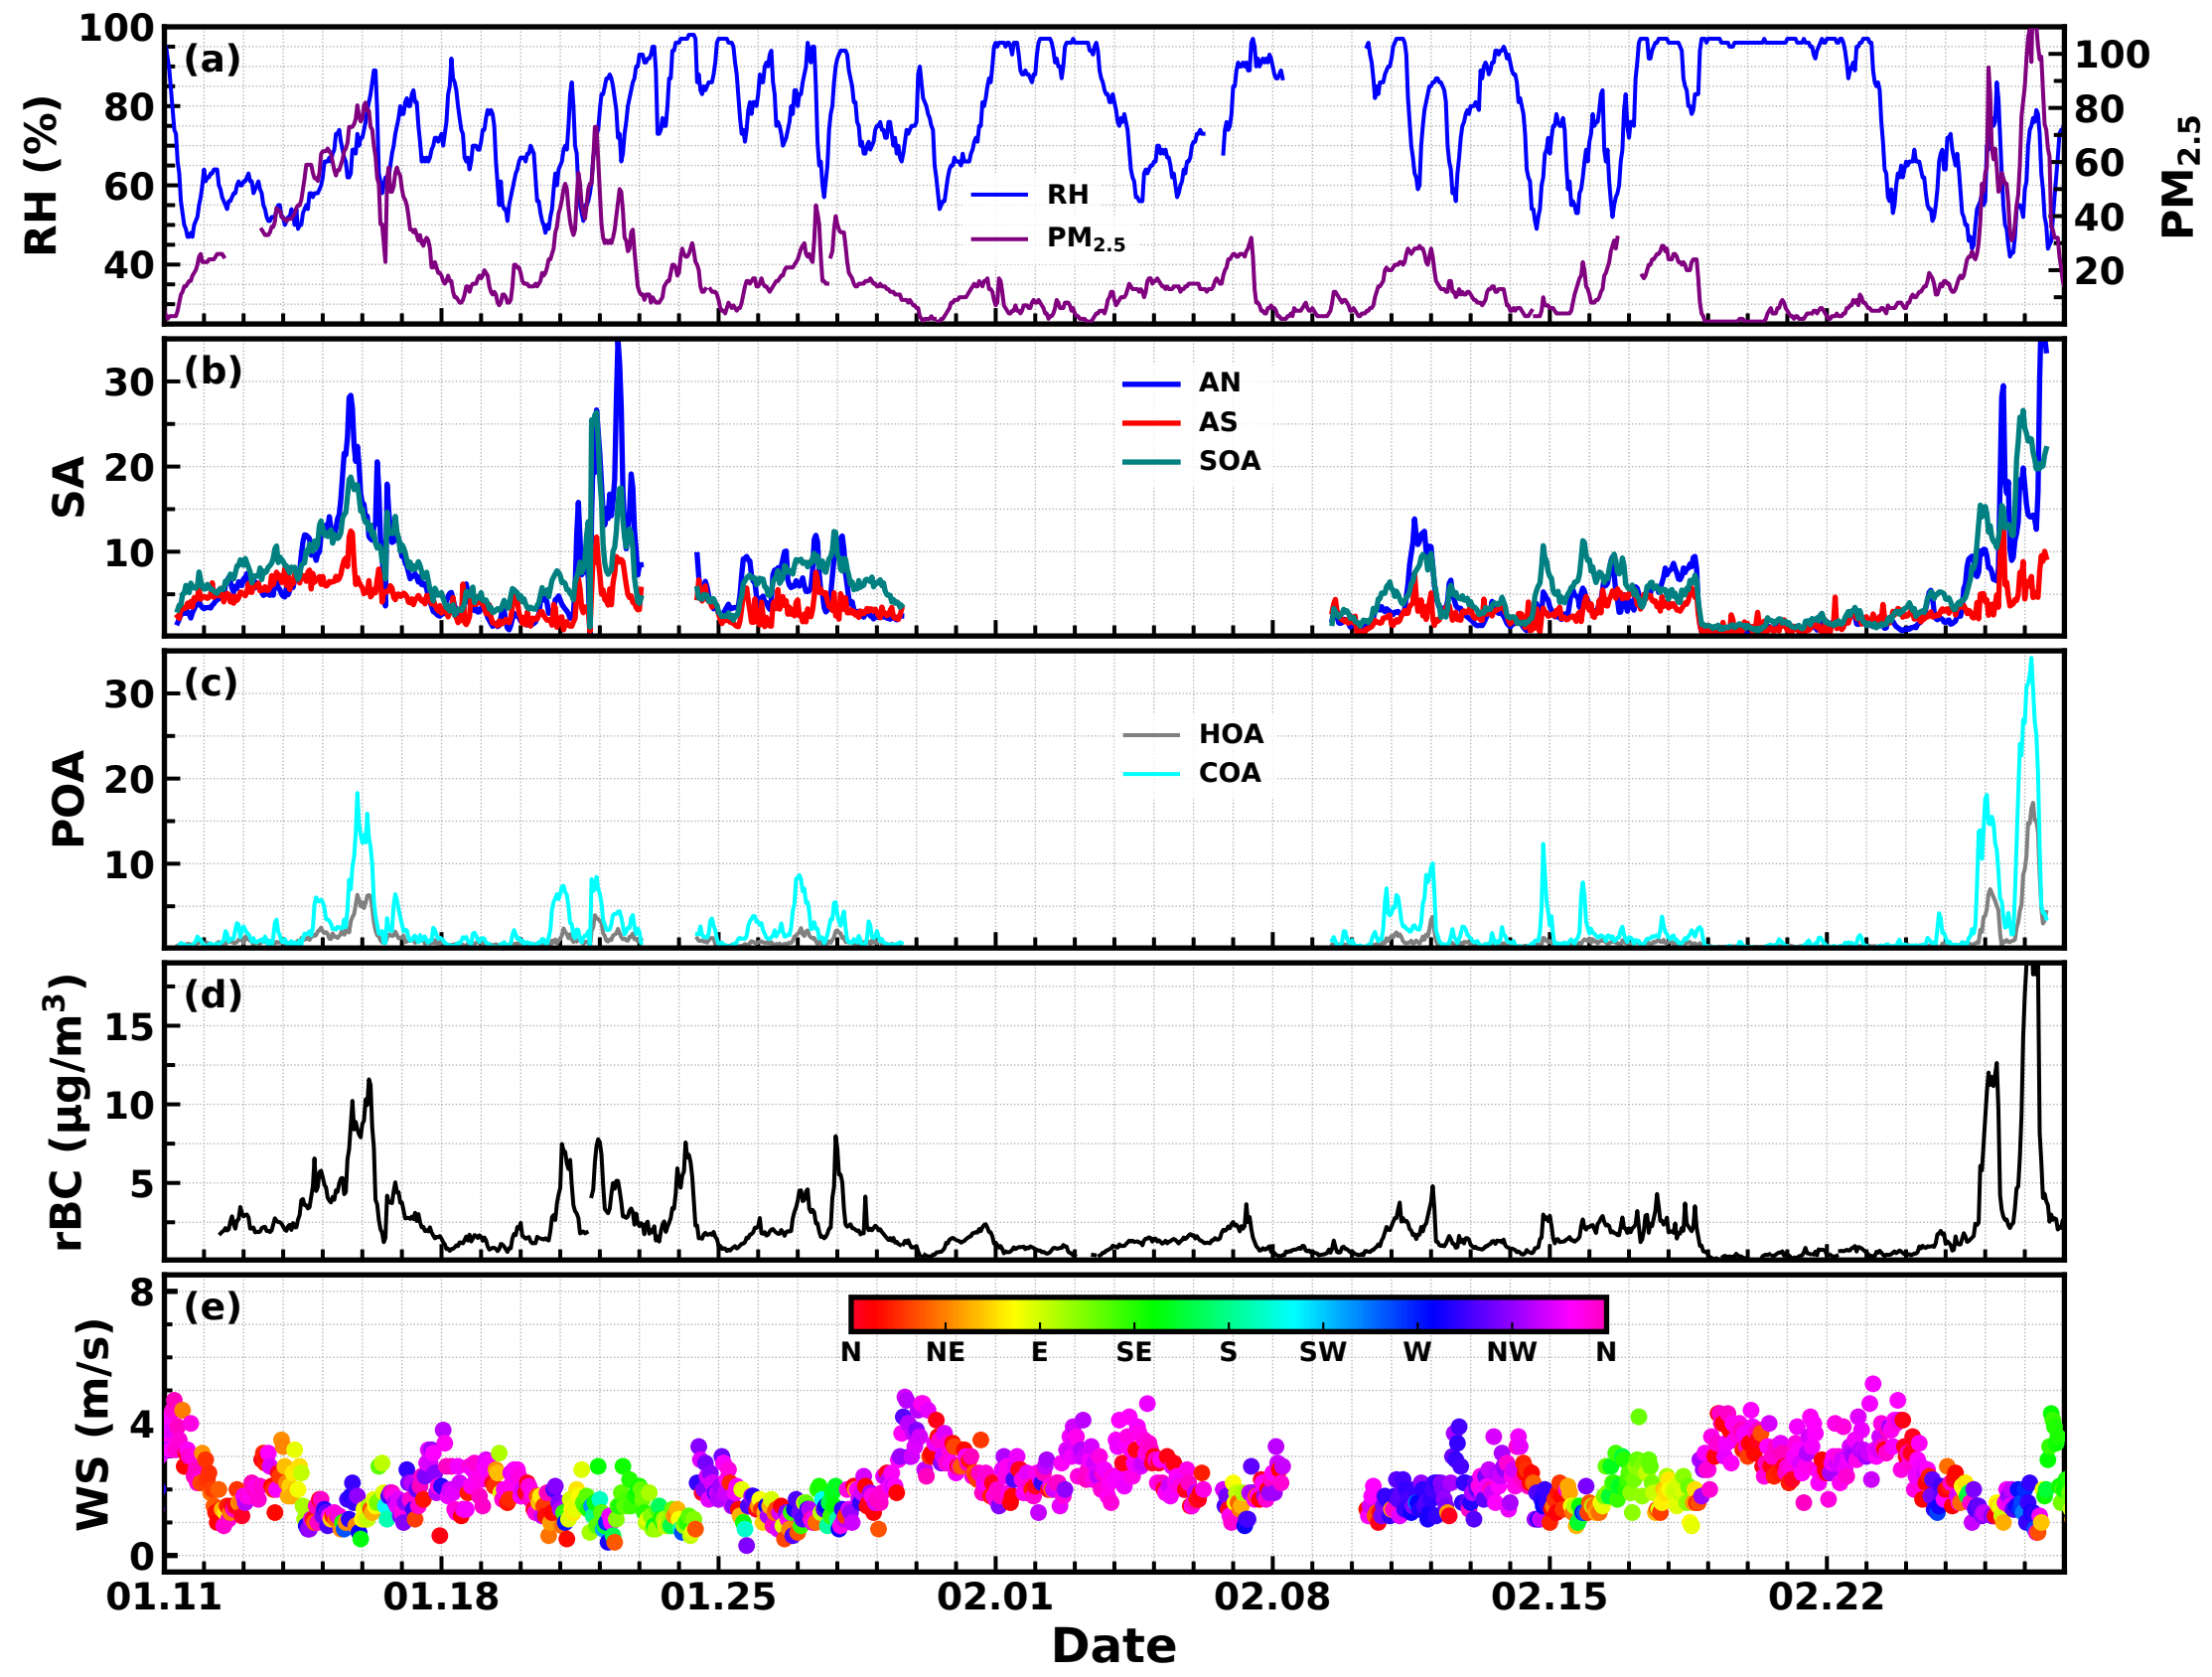 (a)
RH (%)
100
80
60
40
PM2.5
100
80
60
40
20
RH
PM2.5
(b)
SA
30
20
10
AN
AS
SOA
(c)
POA
30
20
10
HOA
COA
(d)
rBC (μg/m³)
15
10
5
(e)
WS (m/s)
8
4
0
N NE E SE S SW W NW N
01.11 01.18 01.25 02.01 02.08 02.15 02.22
Date